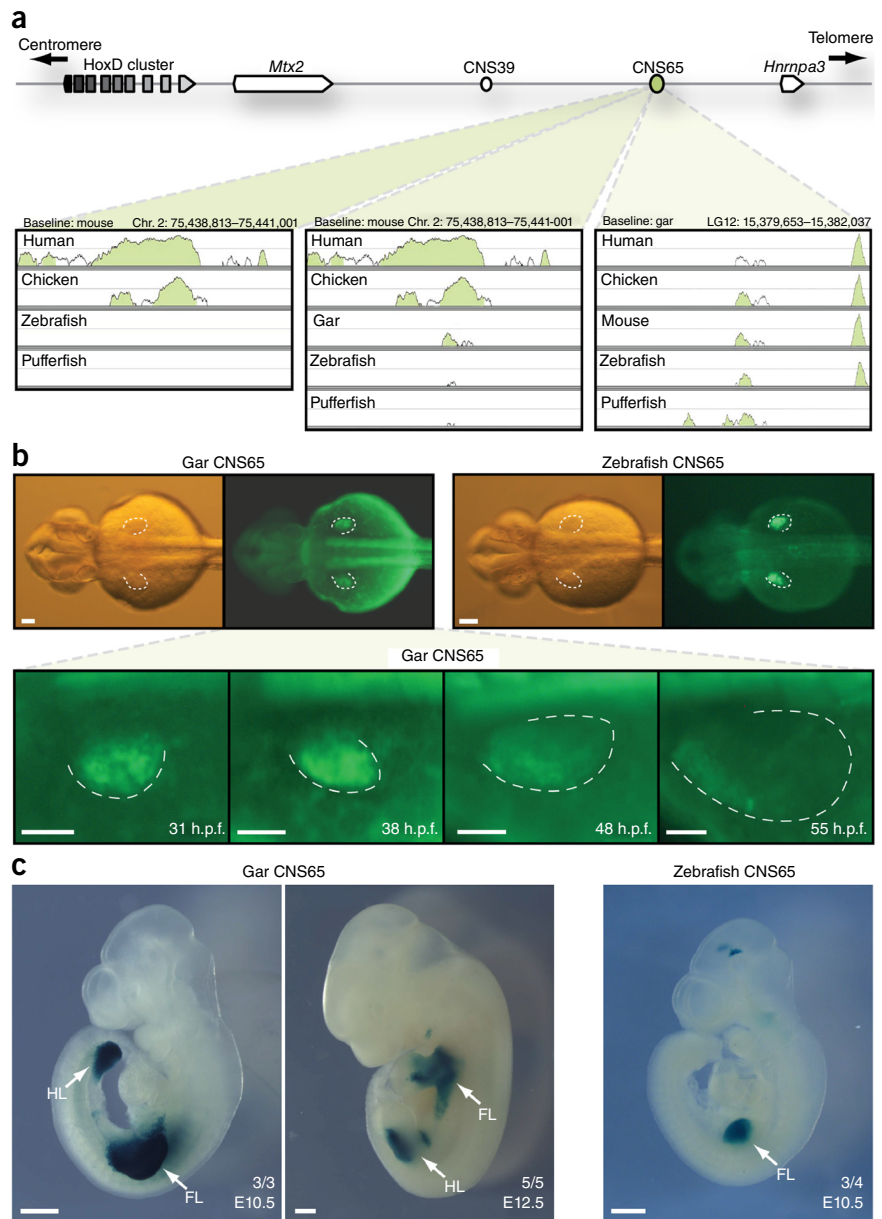 a
Centromere
Telomere
HoxD cluster
Mtx2
CNS39
CNS65
Hnrnpa3
Baseline: mouse Chr. 2: 75,438,813–75,441,001
Human
Chicken
Zebrafish
Pufferfish
Baseline: mouse Chr. 2: 75,438,813–75,441-001
Human
Chicken
Gar
Zebrafish
Pufferfish
Baseline: gar LG12: 15,379,653–15,382,037
Human
Chicken
Mouse
Zebrafish
Pufferfish
b
Gar CNS65
Zebrafish CNS65
Gar CNS65
31 h.p.f.
38 h.p.f.
48 h.p.f.
55 h.p.f.
c
Gar CNS65
Zebrafish CNS65
HL
FL
3/3
E10.5
FL
HL
5/5
E12.5
FL
3/4
E10.5